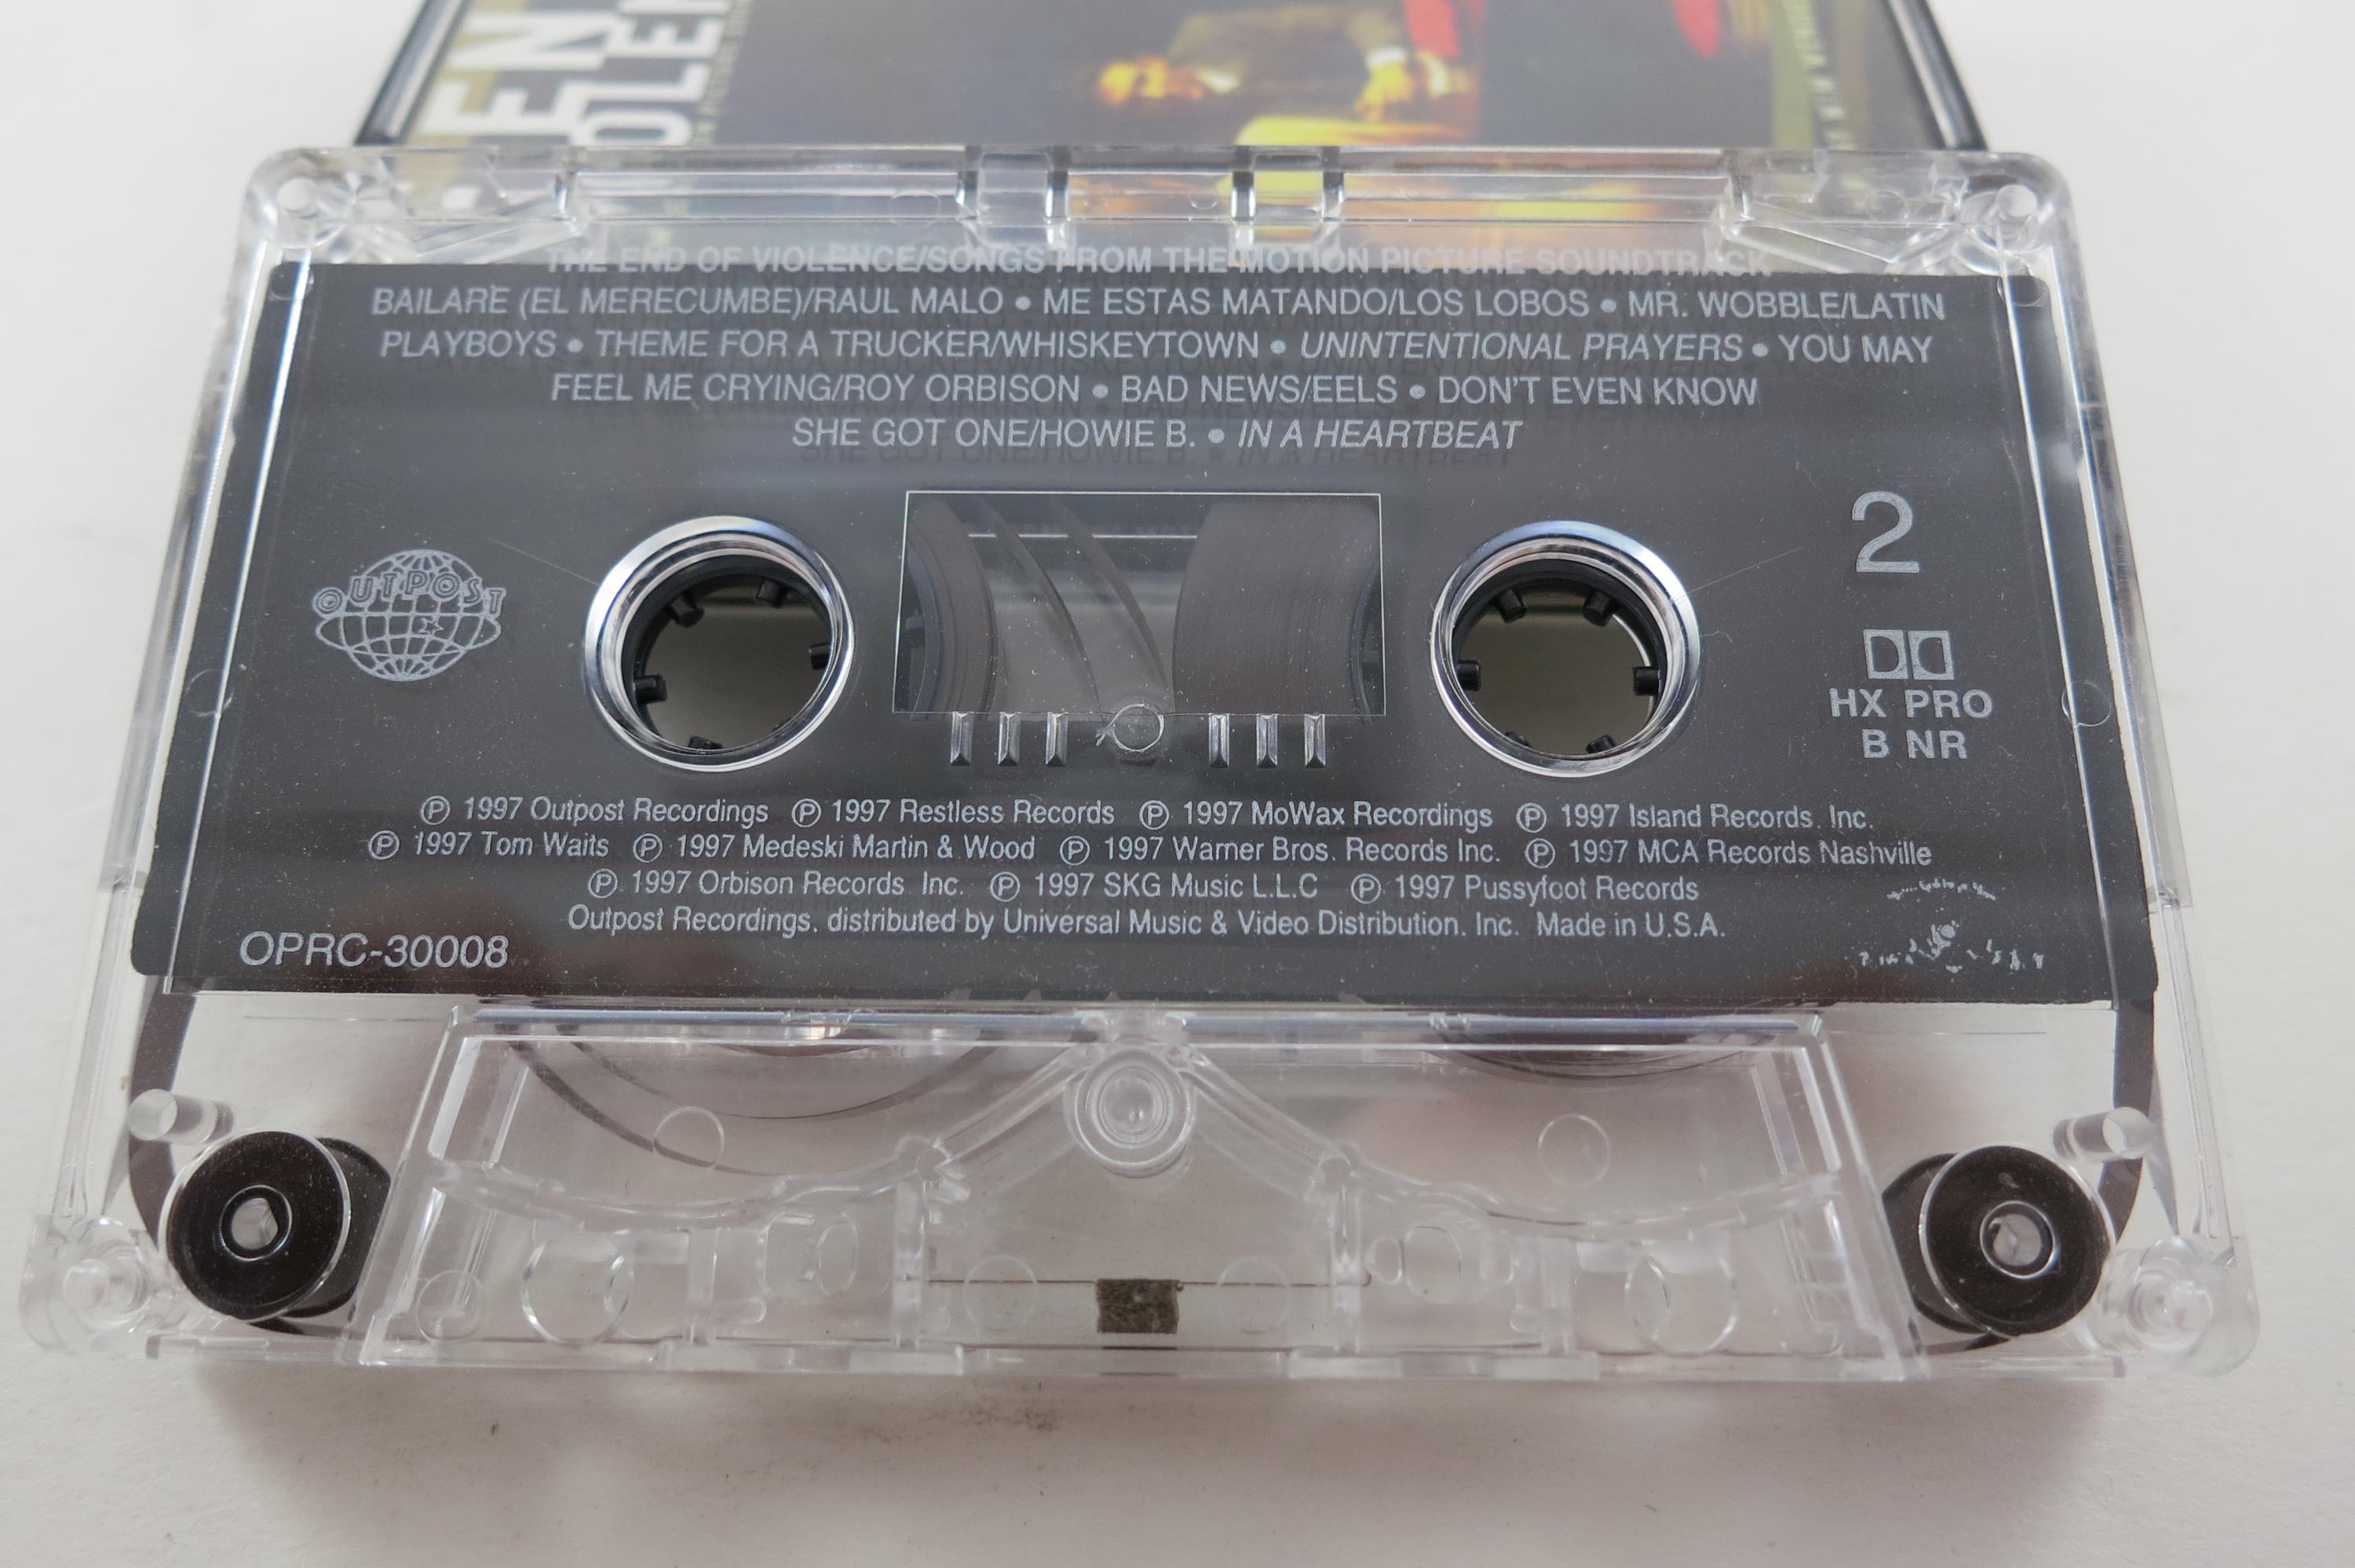 EN
OLEN
THE END OF VIOLENCE/SONGS FROM THE MOTION PICTURE SOUNDTRACK
BAILARE (EL MERECUMBE)/RAUL MALO • ME ESTAS MATANDO/LOS LOBOS • MR. WOBBLE/LATIN
PLAYBOYS • THEME FOR A TRUCKER/WHISKEYTOWN • UNINTENTIONAL PRAYERS • YOU MAY
FEEL ME CRYING/ROY ORBISON • BAD NEWS/EELS • DON'T EVEN KNOW
SHE GOT ONE/HOWIE B. • IN A HEARTBEAT
OUTPOST
2
HX PRO
B NR
℗ 1997 Outpost Recordings ℗ 1997 Restless Records ℗ 1997 MoWax Recordings ℗ 1997 Island Records, Inc.
℗ 1997 Tom Waits ℗ 1997 Medeski Martin & Wood ℗ 1997 Warner Bros. Records Inc. ℗ 1997 MCA Records Nashville
℗ 1997 Orbison Records, Inc. ℗ 1997 SKG Music L.L.C ℗ 1997 Pussyfoot Records
Outpost Recordings, distributed by Universal Music & Video Distribution, Inc. Made in U.S.A.
OPRC-30008